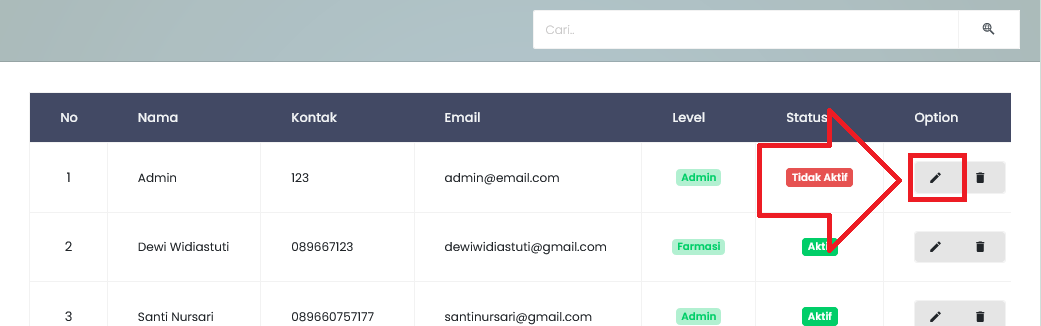 Cari..
No Nama Kontak Email Level Status Option
1 Admin 123 admin@email.com Admin Tidak Aktif
2 Dewi Widiastuti 089667123 dewiwidiastuti@gmail.com Farmasi Aktif
3 Santi Nursari 089660757177 santinursari@gmail.com Admin Aktif